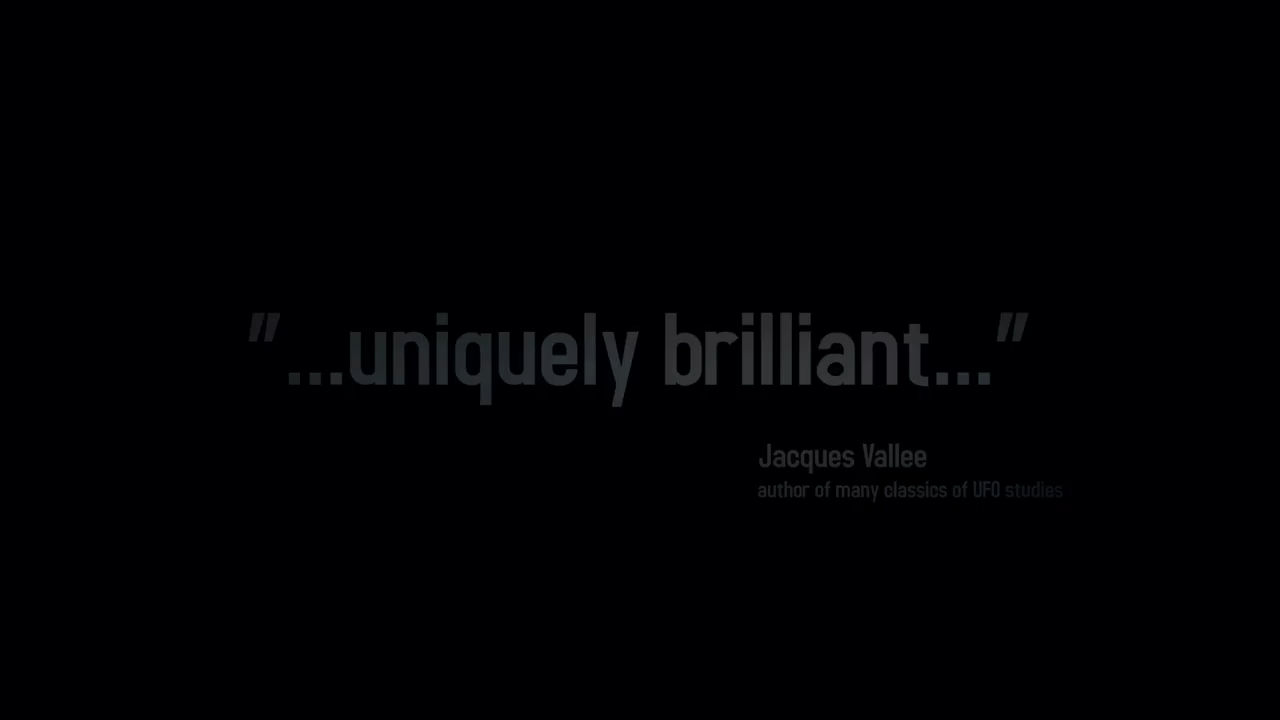 "...uniquely brilliant..."
Jacques Vallee
author of many classics of UFO studies